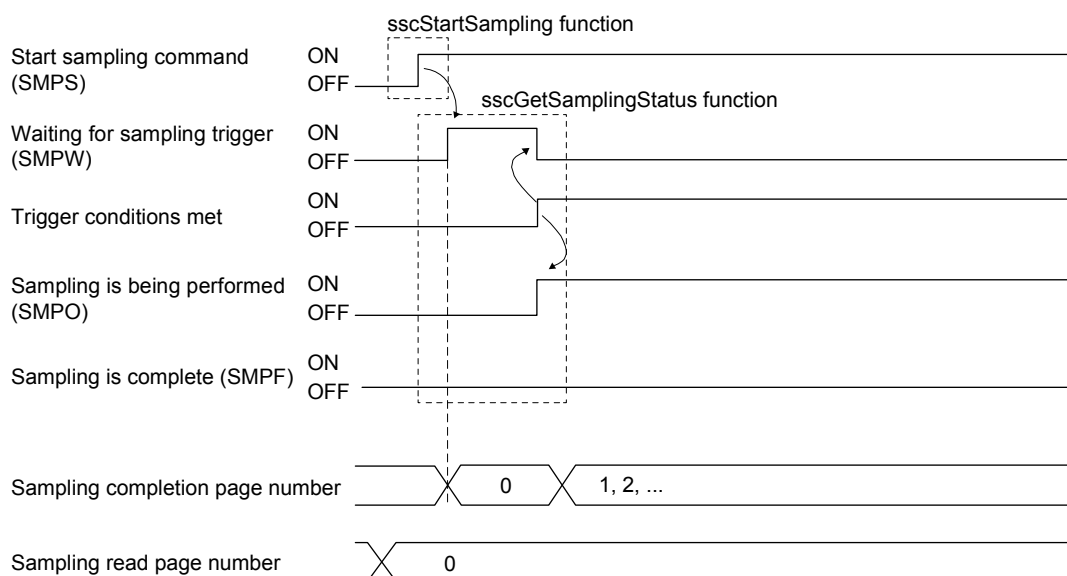 sscStartSampling function
Start sampling command
(SMPS)
ON
OFF
sscGetSamplingStatus function
Waiting for sampling trigger
(SMPW)
ON
OFF
Trigger conditions met
ON
OFF
Sampling is being performed
(SMPO)
ON
OFF
Sampling is complete (SMPF)
ON
OFF
Sampling completion page number
0
1, 2, ...
Sampling read page number
0